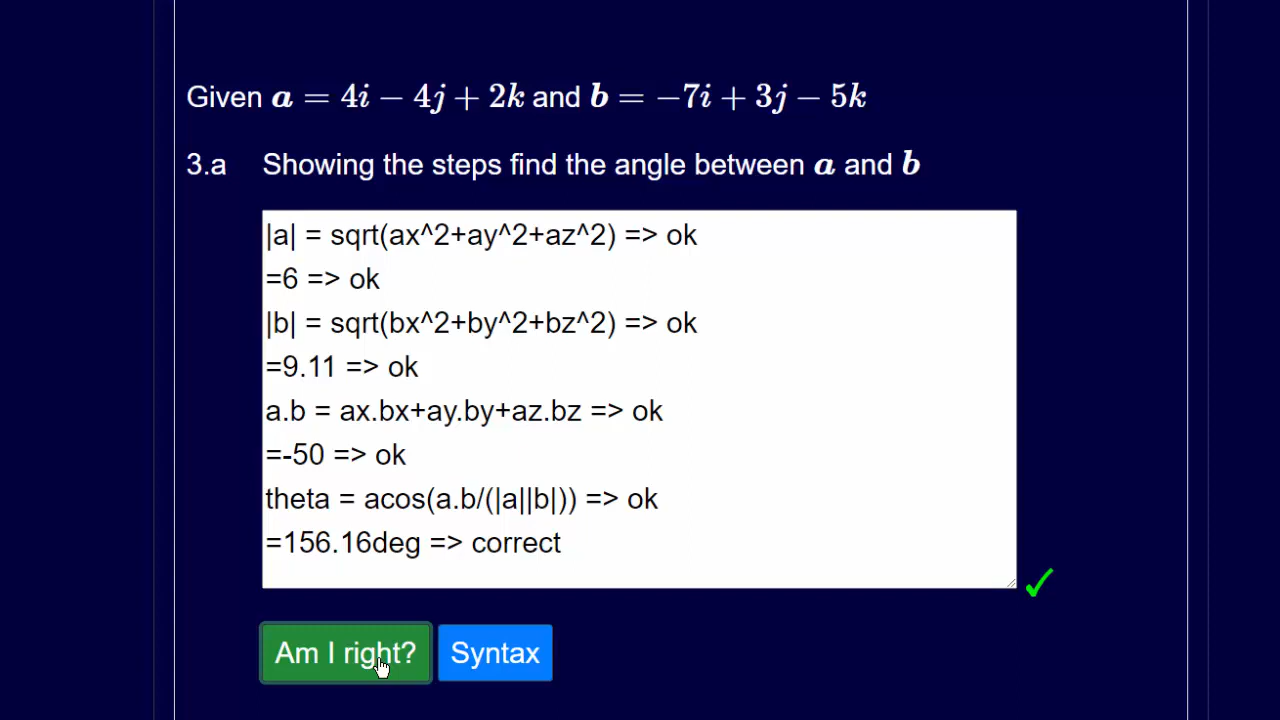 Given a = 4i − 4j + 2k and b = −7i + 3j − 5k
3.a Showing the steps find the angle between a and b
|a| = sqrt(ax^2+ay^2+az^2) => ok
=6 => ok
|b| = sqrt(bx^2+by^2+bz^2) => ok
=9.11 => ok
a.b = ax.bx+ay.by+az.bz => ok
=-50 => ok
theta = acos(a.b/(|a||b|)) => ok
=156.16deg => correct
Am I right? Syntax